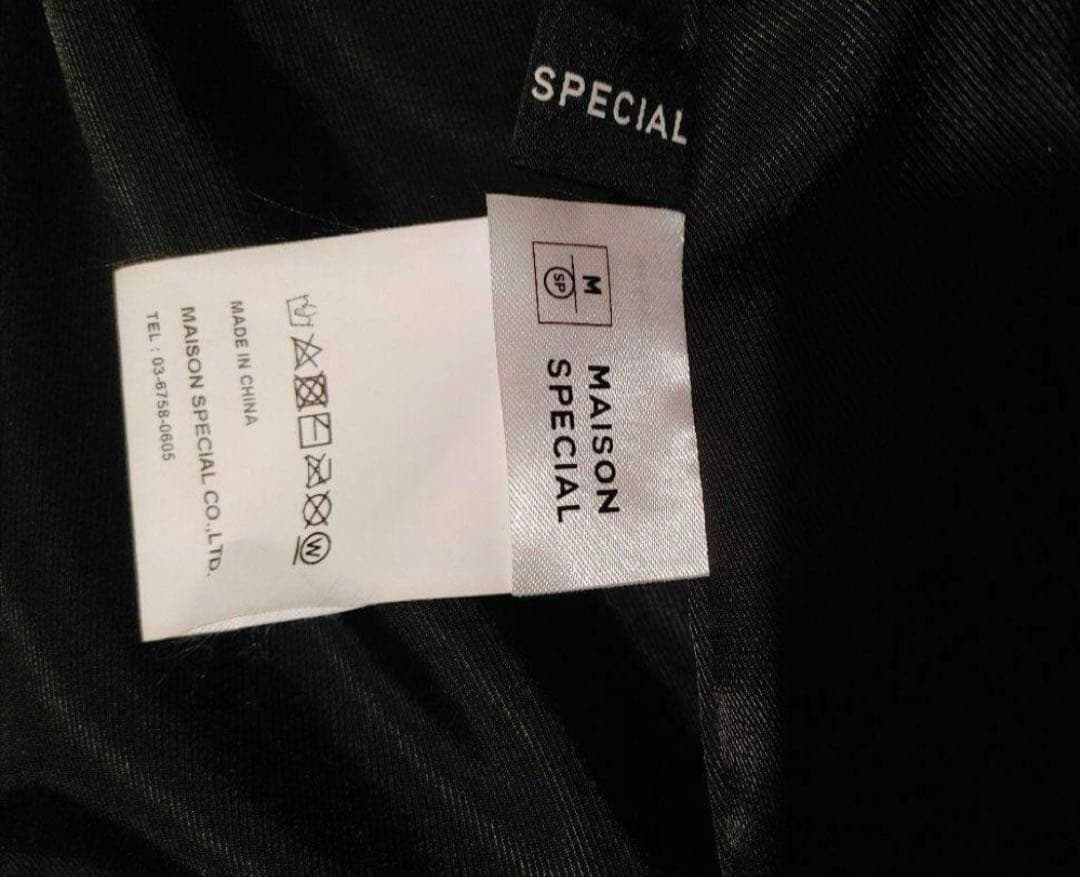 SPECIAL
M
SP
MAISON
SPECIAL
W
MADE IN CHINA
MAISON SPECIAL CO.,LTD.
TEL : 03-6758-0605